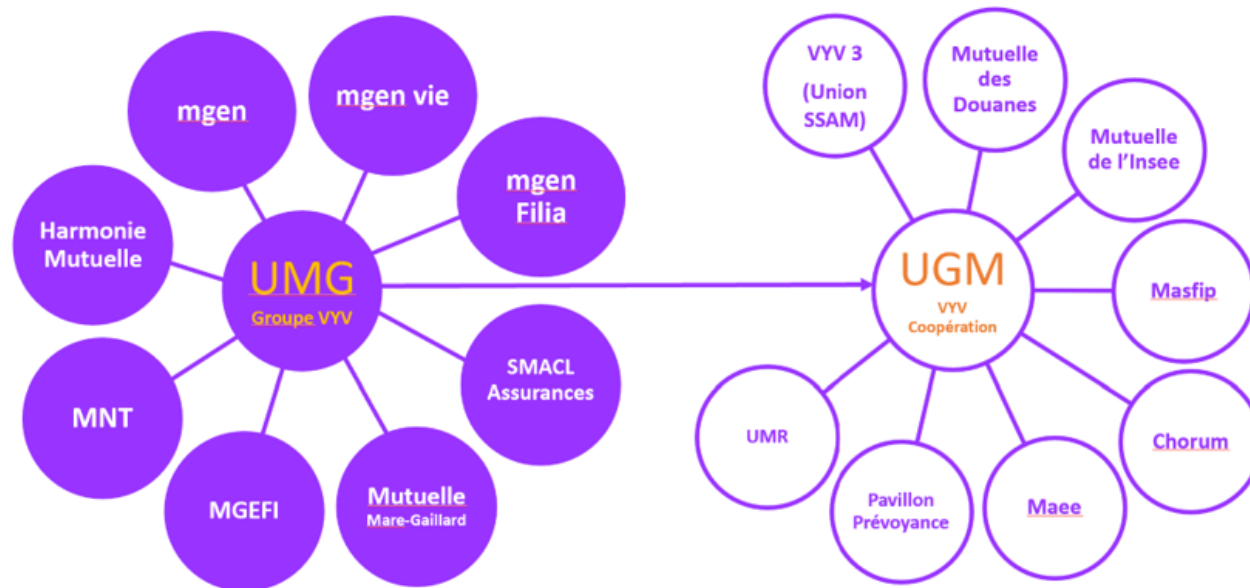 mgen
mgen vie
mgen
Filia
Harmonie
Mutuelle
UMG
Groupe VYV
SMACL
Assurances
MNT
MGEFI
Mutuelle
Mare-Gaillard
VYV 3
(Union
SSAM)
Mutuelle
des
Douanes
Mutuelle
de l'Insee
UGM
VYV
Coopération
Masfip
Chorum
UMR
Pavillon
Prévoyance
Maee